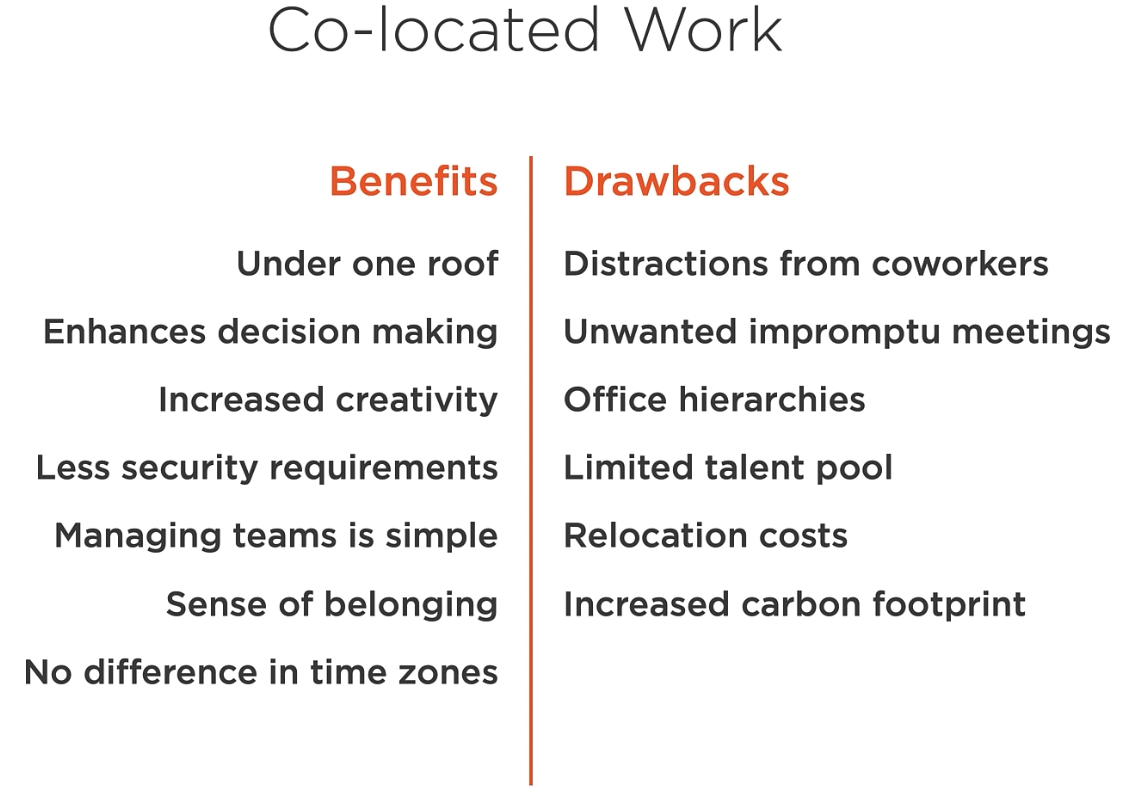 Co-located Work
Benefits
Under one roof
Enhances decision making
Increased creativity
Less security requirements
Managing teams is simple
Sense of belonging
No difference in time zones
Drawbacks
Distractions from coworkers
Unwanted impromptu meetings
Office hierarchies
Limited talent pool
Relocation costs
Increased carbon footprint